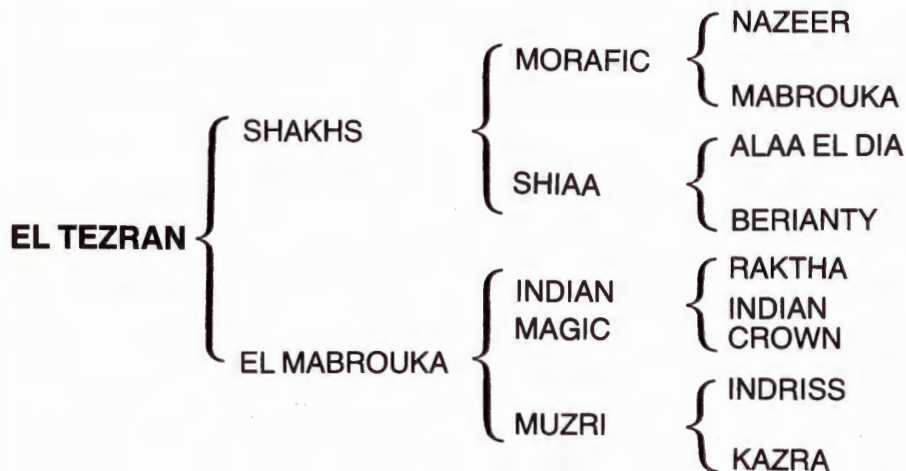 NAZEER
MORAFIC
MABROUKA
SHAKHS
ALAA EL DIA
SHIAA
BERIANTY
EL TEZRAN
RAKTHA
INDIAN
MAGIC
INDIAN
CROWN
EL MABROUKA
INDRISS
MUZRI
KAZRA